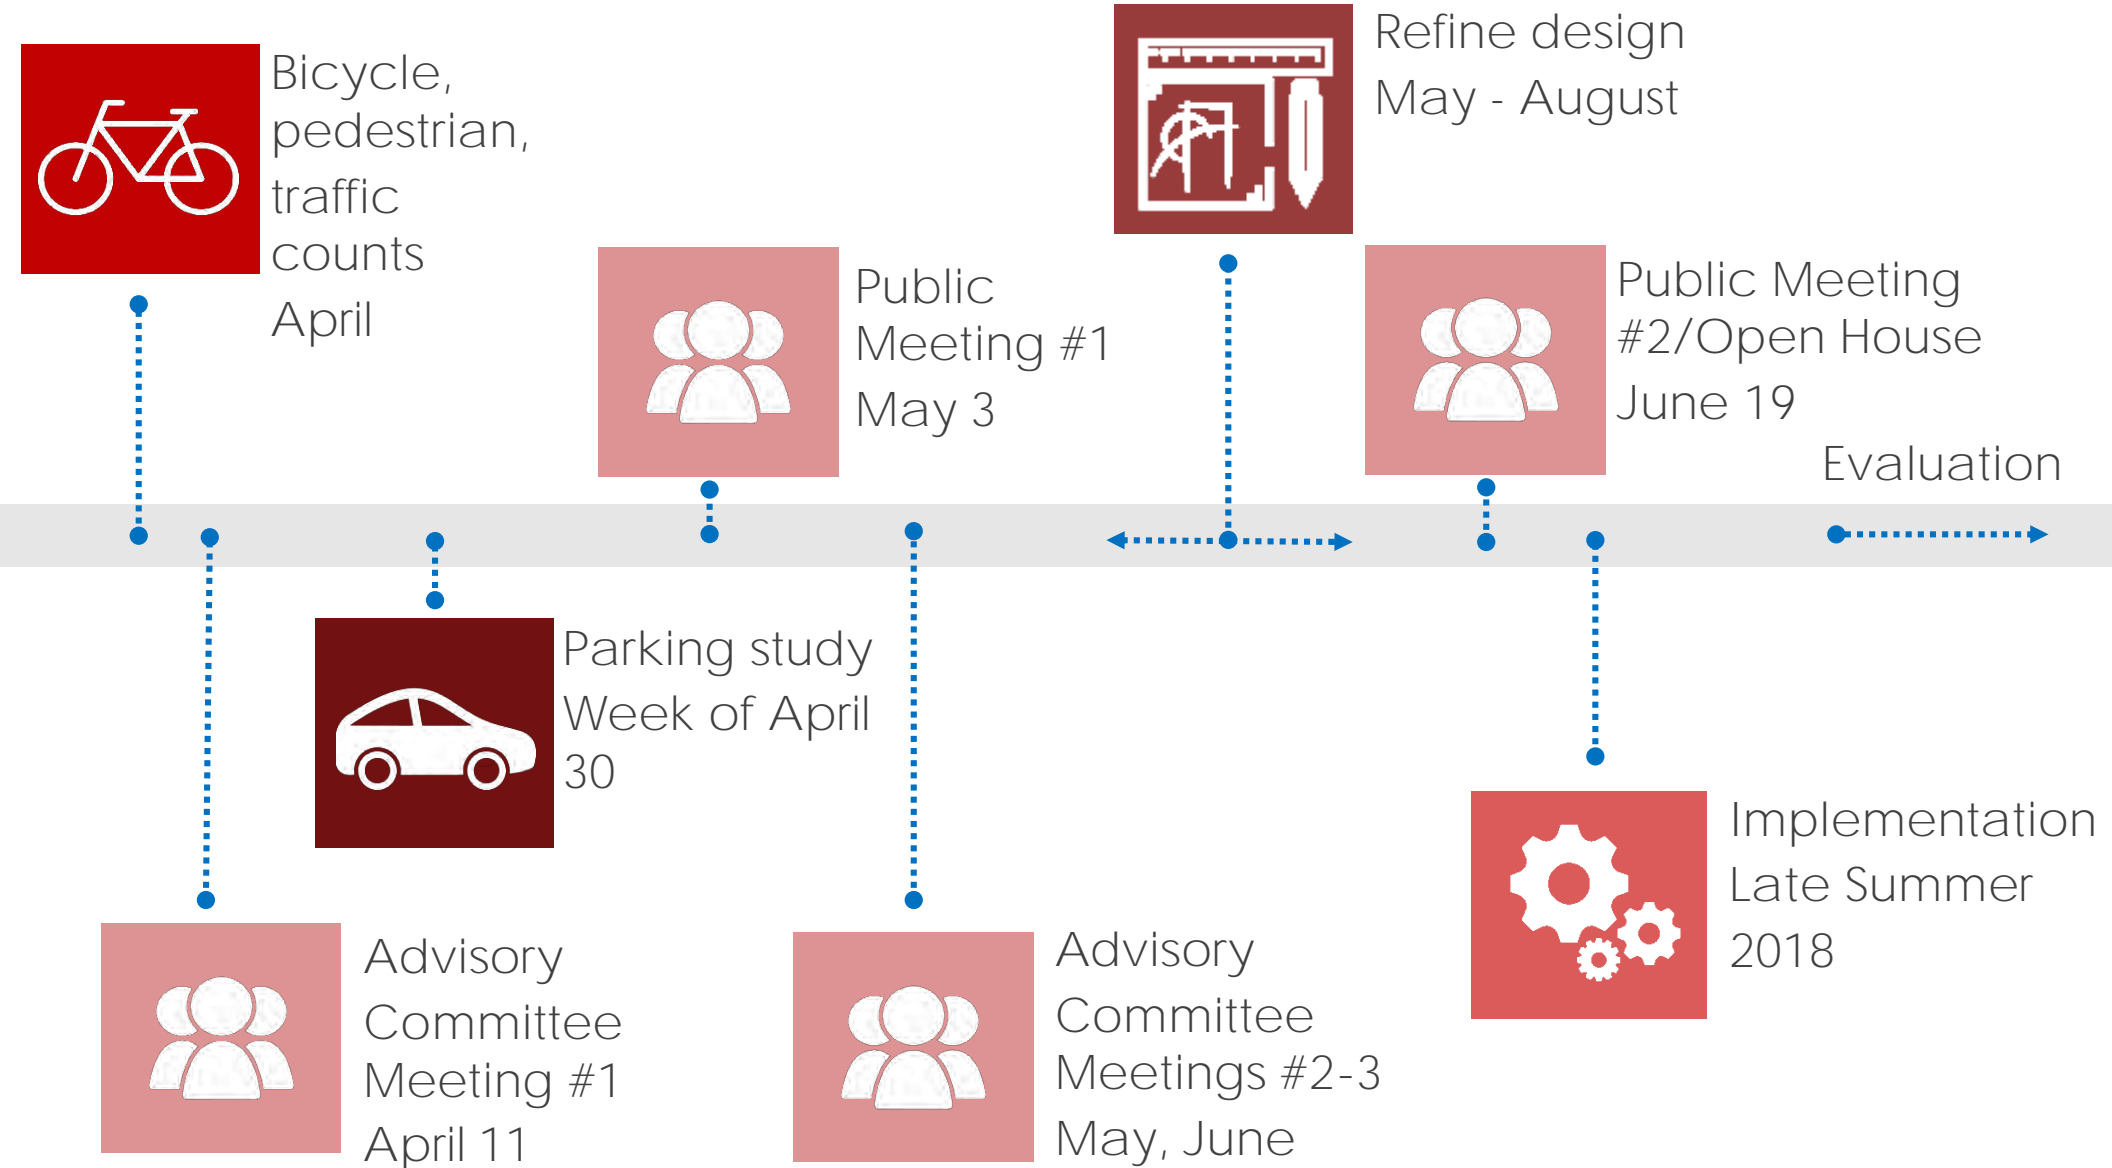 Bicycle,
pedestrian,
traffic
counts
April
Public
Meeting #1
May 3
Refine design
May - August
Public Meeting
#2/Open House
June 19
Evaluation
Advisory
Committee
Meeting #1
April 11
Parking study
Week of April
30
Advisory
Committee
Meetings #2-3
May, June
Implementation
Late Summer
2018